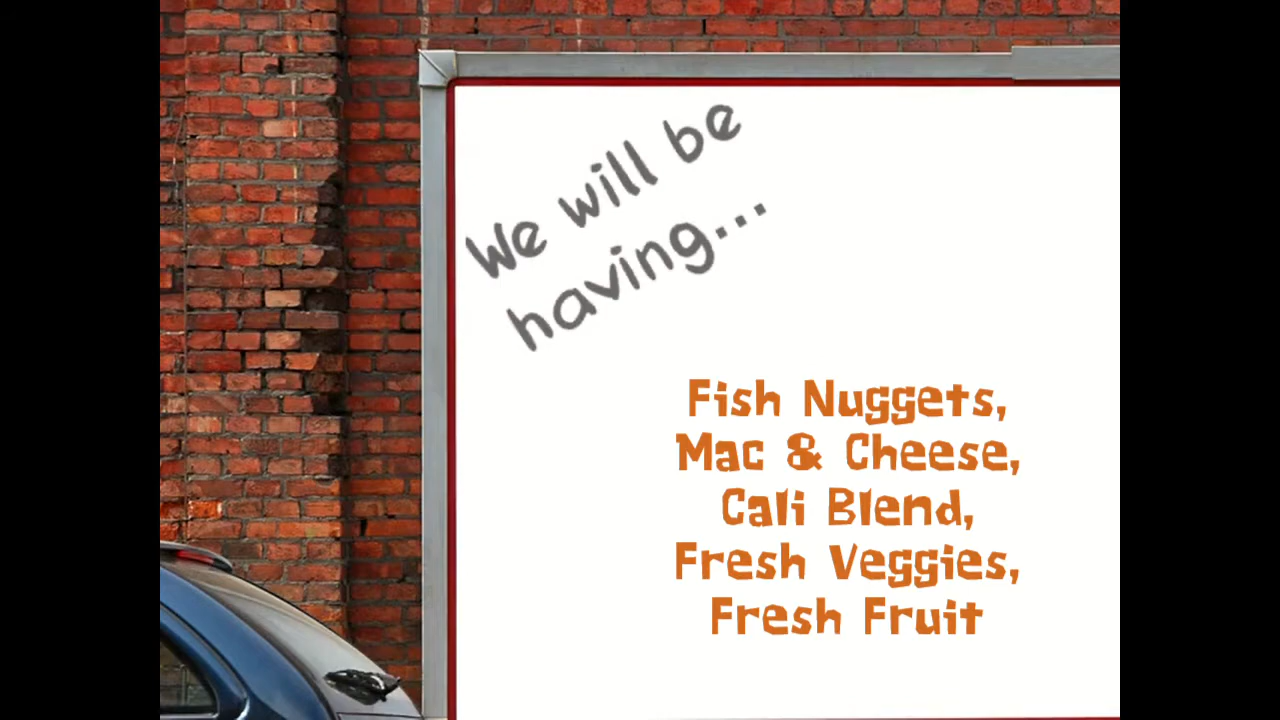 We will be
having...
Fish Nuggets,
Mac & Cheese,
Cali Blend,
Fresh Veggies,
Fresh Fruit